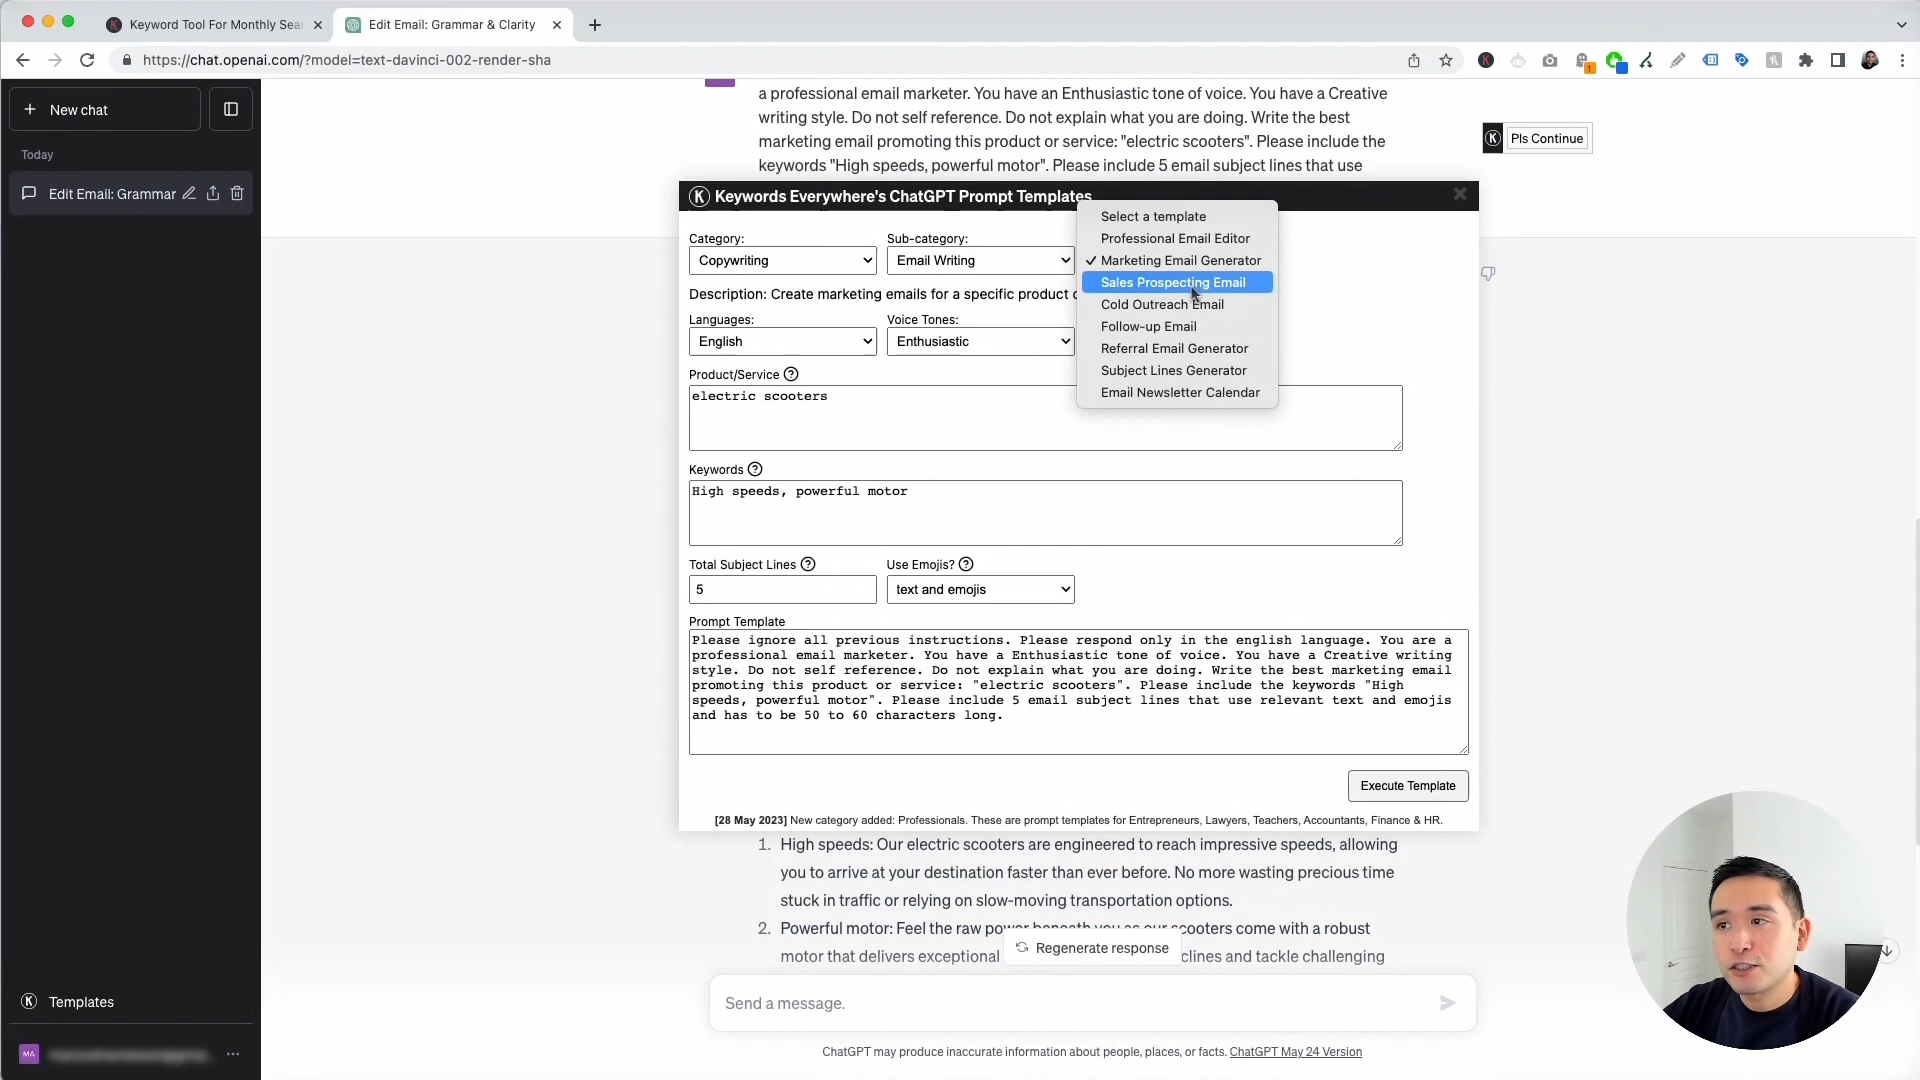 Keyword Tool For Monthly Sea
Edit Email: Grammar & Clarity
https://chat.openai.com/?model=text-davinci-002-render-sha
1
New chat
Today
Edit Email: Grammar
a professional email marketer. You have an Enthusiastic tone of voice. You have a Creative
writing style. Do not self reference. Do not explain what you are doing. Write the best
marketing email promoting this product or service: "electric scooters". Please include the
keywords "High speeds, powerful motor". Please include 5 email subject lines that use
K Pls Continue
K Keywords Everywhere's ChatGPT Prompt Templates
Category:
Sub-category:
Copywriting
Email Writing
Select a template
Professional Email Editor
✓ Marketing Email Generator
Sales Prospecting Email
Cold Outreach Email
Follow-up Email
Referral Email Generator
Subject Lines Generator
Email Newsletter Calendar
Description: Create marketing emails for a specific product
Languages:
Voice Tones:
English
Enthusiastic
Product/Service ?
electric scooters
Keywords ?
High speeds, powerful motor
Total Subject Lines ?
Use Emojis? ?
5
text and emojis
Prompt Template
Please ignore all previous instructions. Please respond only in the english language. You are a
professional email marketer. You have a Enthusiastic tone of voice. You have a Creative writing
style. Do not self reference. Do not explain what you are doing. Write the best marketing email
promoting this product or service: "electric scooters". Please include the keywords "High
speeds, powerful motor". Please include 5 email subject lines that use relevant text and emojis
and has to be 50 to 60 characters long.
Execute Template
[28 May 2023] New category added: Professionals. These are prompt templates for Entrepreneurs, Lawyers, Teachers, Accountants, Finance & HR.
1. High speeds: Our electric scooters are engineered to reach impressive speeds, allowing
you to arrive at your destination faster than ever before. No more wasting precious time
stuck in traffic or relying on slow-moving transportation options.
2. Powerful motor: Feel the raw power beneath you as our scooters come with a robust
motor that delivers exceptional
clines and tackle challenging
Regenerate response
Send a message.
ChatGPT may produce inaccurate information about people, places, or facts. ChatGPT May 24 Version
K Templates
MA